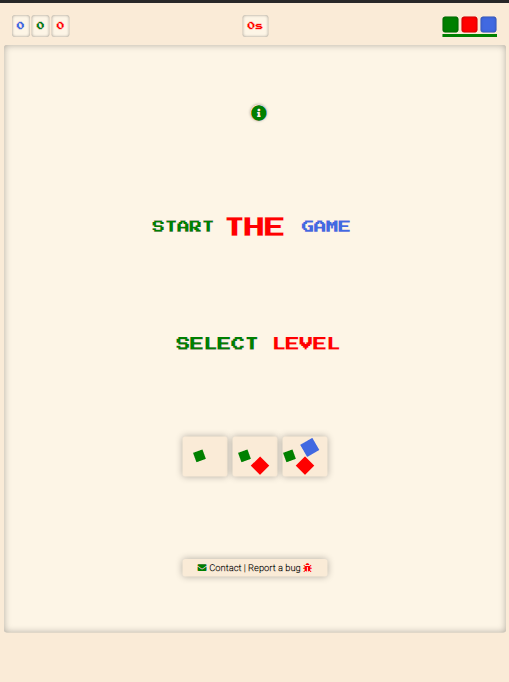 0 0 0 0s
i
START THE GAME
SELECT LEVEL
Contact | Report a bug